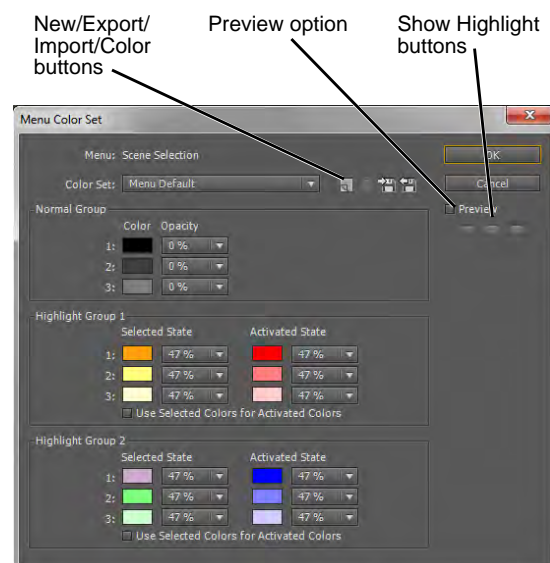 New/Export/
Import/Color
buttons
Preview option
Show Highlight
buttons
Menu Color Set
Menu: Scene Selection
OK
Color Set: Menu Default
Cancel
Normal Group
Preview
Color Opacity
1: 0 %
2: 0 %
3: 0 %
Highlight Group 1
Selected State Activated State
1: 47 % 47 %
2: 47 % 47 %
3: 47 % 47 %
Use Selected Colors for Activated Colors
Highlight Group 2
Selected State Activated State
1: 47 % 47 %
2: 47 % 47 %
3: 47 % 47 %
Use Selected Colors for Activated Colors